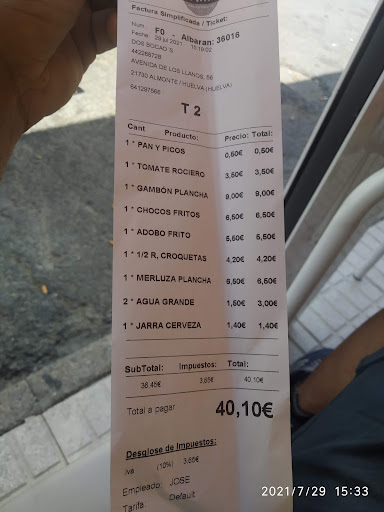 Factura Simplificada / Ticket:
Num F0 - Albaran: 36016
Fecha: 29 jul 2021 15:19:02
DOS BOCAO´S
44226872B
AVENIDA DE LOS LLANOS, 56
21730 ALMONTE / HUELVA (HUELVA)
641297566
T 2
Cant Producto: Precio: Total:
1 * PAN Y PICOS 0,50€ 0,50€
1 * TOMATE ROCIERO 3,50€ 3,50€
1 * GAMBÓN PLANCHA 9,00€ 9,00€
1 * CHOCOS FRITOS 6,50€ 6,50€
1 * ADOBO FRITO 5,50€ 5,50€
1 * 1/2 R, CROQUETAS 4,20€ 4,20€
1 * MERLUZA PLANCHA 6,50€ 6,50€
2 * AGUA GRANDE 1,50€ 3,00€
1 * JARRA CERVEZA 1,40€ 1,40€
SubTotal: Impuestos: Total:
36,45€ 3,65€ 40,10€
Total a pagar 40,10€
Desglose de Impuestos:
Iva (10%) 3,65€
Empleado: JOSE
Tarifa Default
2021/7/29 15:33